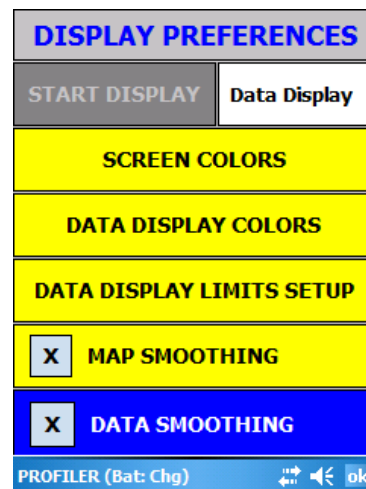 DISPLAY PREFERENCES
START DISPLAY Data Display
SCREEN COLORS
DATA DISPLAY COLORS
DATA DISPLAY LIMITS SETUP
X MAP SMOOTHING
X DATA SMOOTHING
PROFILER (Bat: Chg) ok